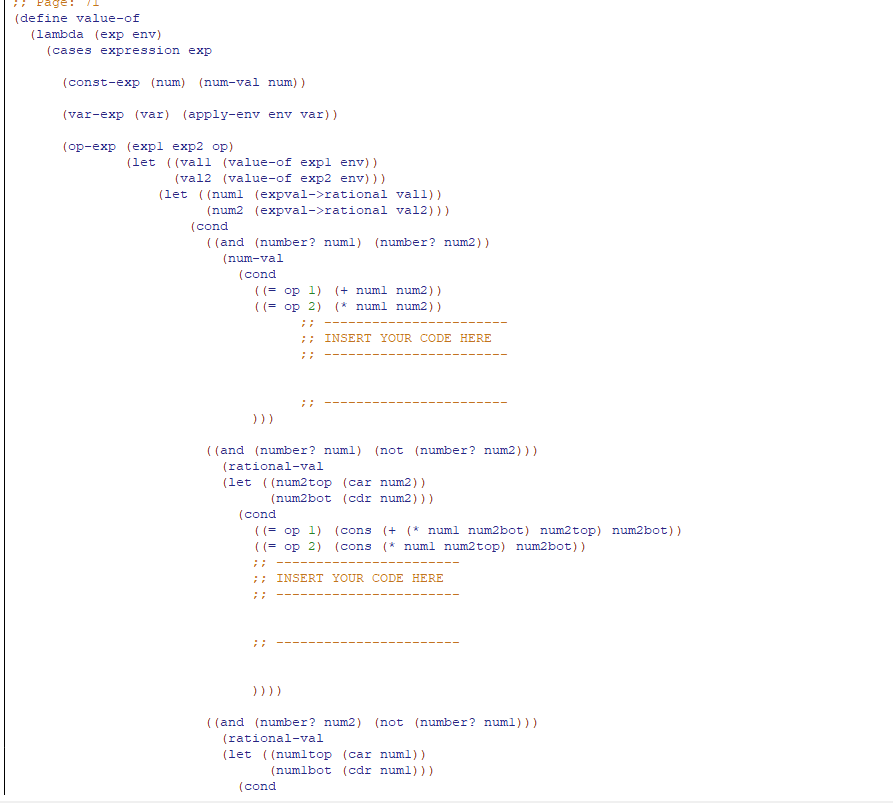 ;; Page: 71
(define value-of
(lambda (exp env)
(cases expression exp
(const-exp (num) (num-val num))
(var-exp (var) (apply-env env var))
(op-exp (exp1 exp2 op)
(let ((val1 (value-of exp1 env))
(val2 (value-of exp2 env)))
(let ((num1 (expval->rational val1))
(num2 (expval->rational val2)))
(cond
((and (number? num1) (number? num2))
(num-val
(cond
((= op 1) (+ num1 num2))
((= op 2) (* num1 num2))
;; -----------------------
;; INSERT YOUR CODE HERE
;; -----------------------
;; -----------------------
)))
((and (number? num1) (not (number? num2)))
(rational-val
(let ((num2top (car num2))
(num2bot (cdr num2)))
(cond
((= op 1) (cons (+ (* num1 num2bot) num2top) num2bot))
((= op 2) (cons (* num1 num2top) num2bot))
;; -----------------------
;; INSERT YOUR CODE HERE
;; -----------------------
;; -----------------------
))))
((and (number? num2) (not (number? num1)))
(rational-val
(let ((num1top (car num1))
(num1bot (cdr num1)))
(cond